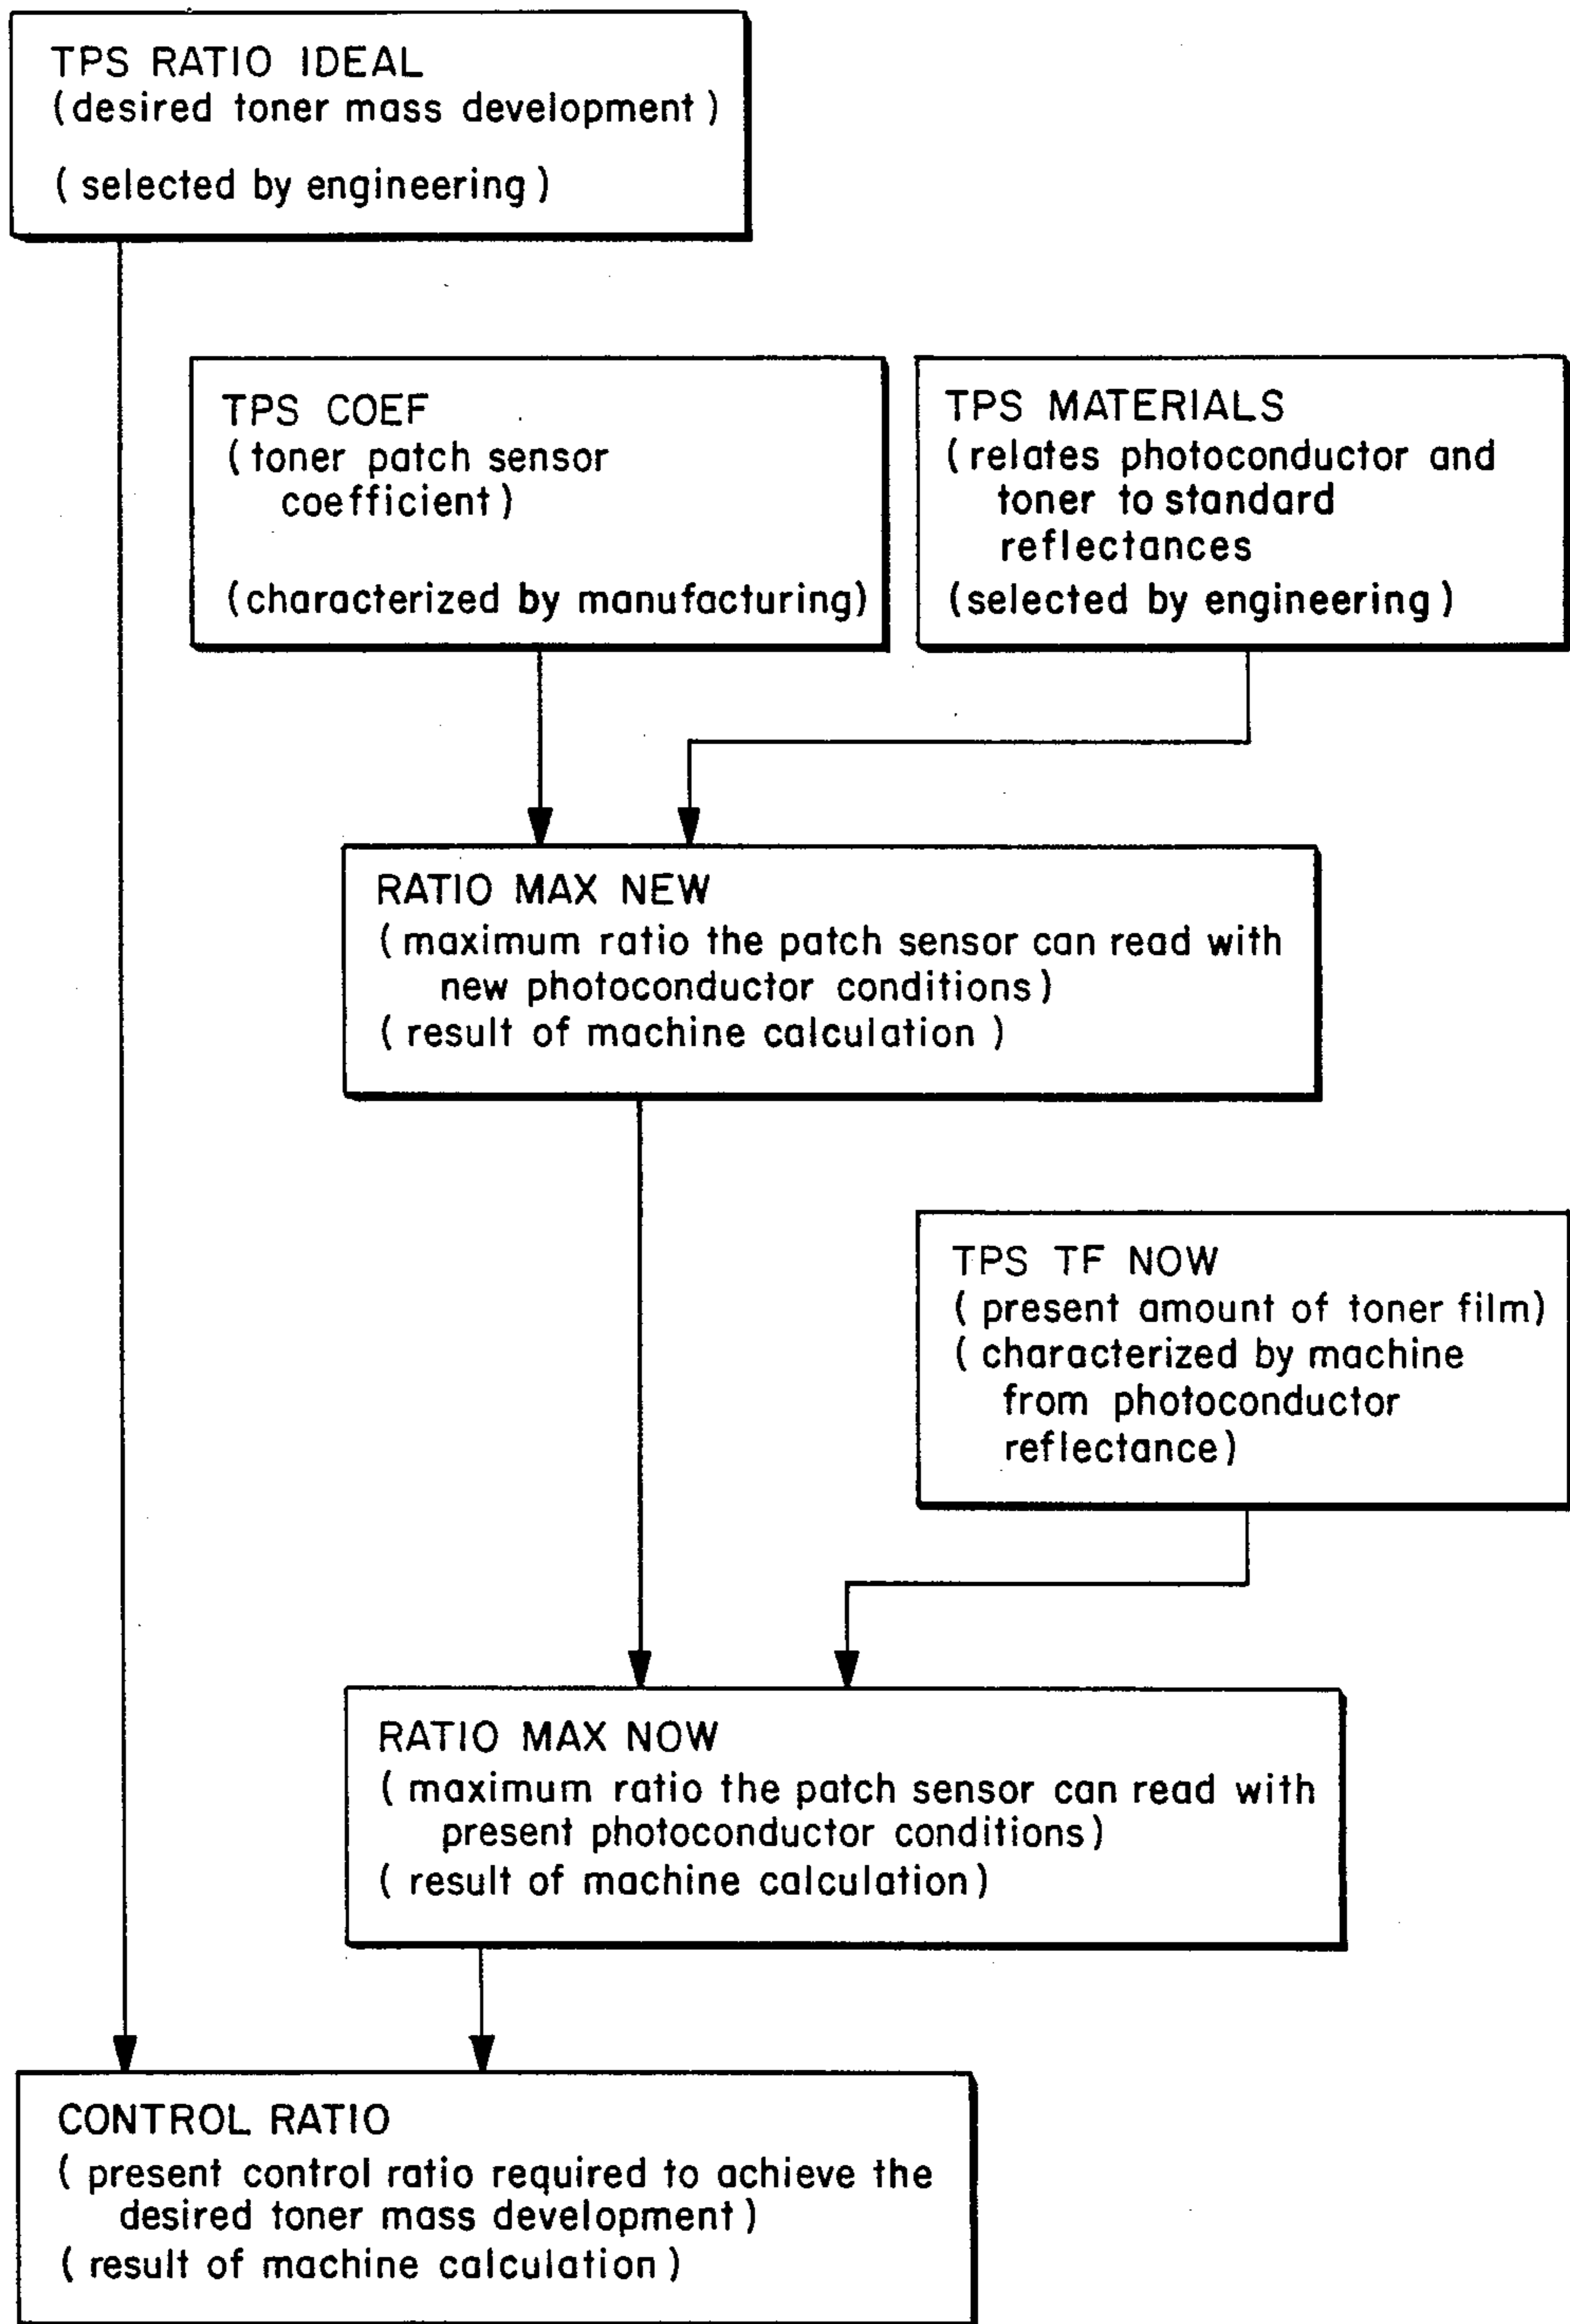 TPS RATIO IDEAL
(desired toner mass development)
(selected by engineering)
TPS COEF
(toner patch sensor
coefficient)
(characterized by manufacturing)
TPS MATERIALS
(relates photoconductor and
toner to standard
reflectances
(selected by engineering)
RATIO MAX NEW
(maximum ratio the patch sensor can read with
new photoconductor conditions)
(result of machine calculation)
TPS TF NOW
(present amount of toner film)
(characterized by machine
from photoconductor
reflectance)
RATIO MAX NOW
(maximum ratio the patch sensor can read with
present photoconductor conditions)
(result of machine calculation)
CONTROL RATIO
(present control ratio required to achieve the
desired toner mass development)
(result of machine calculation)